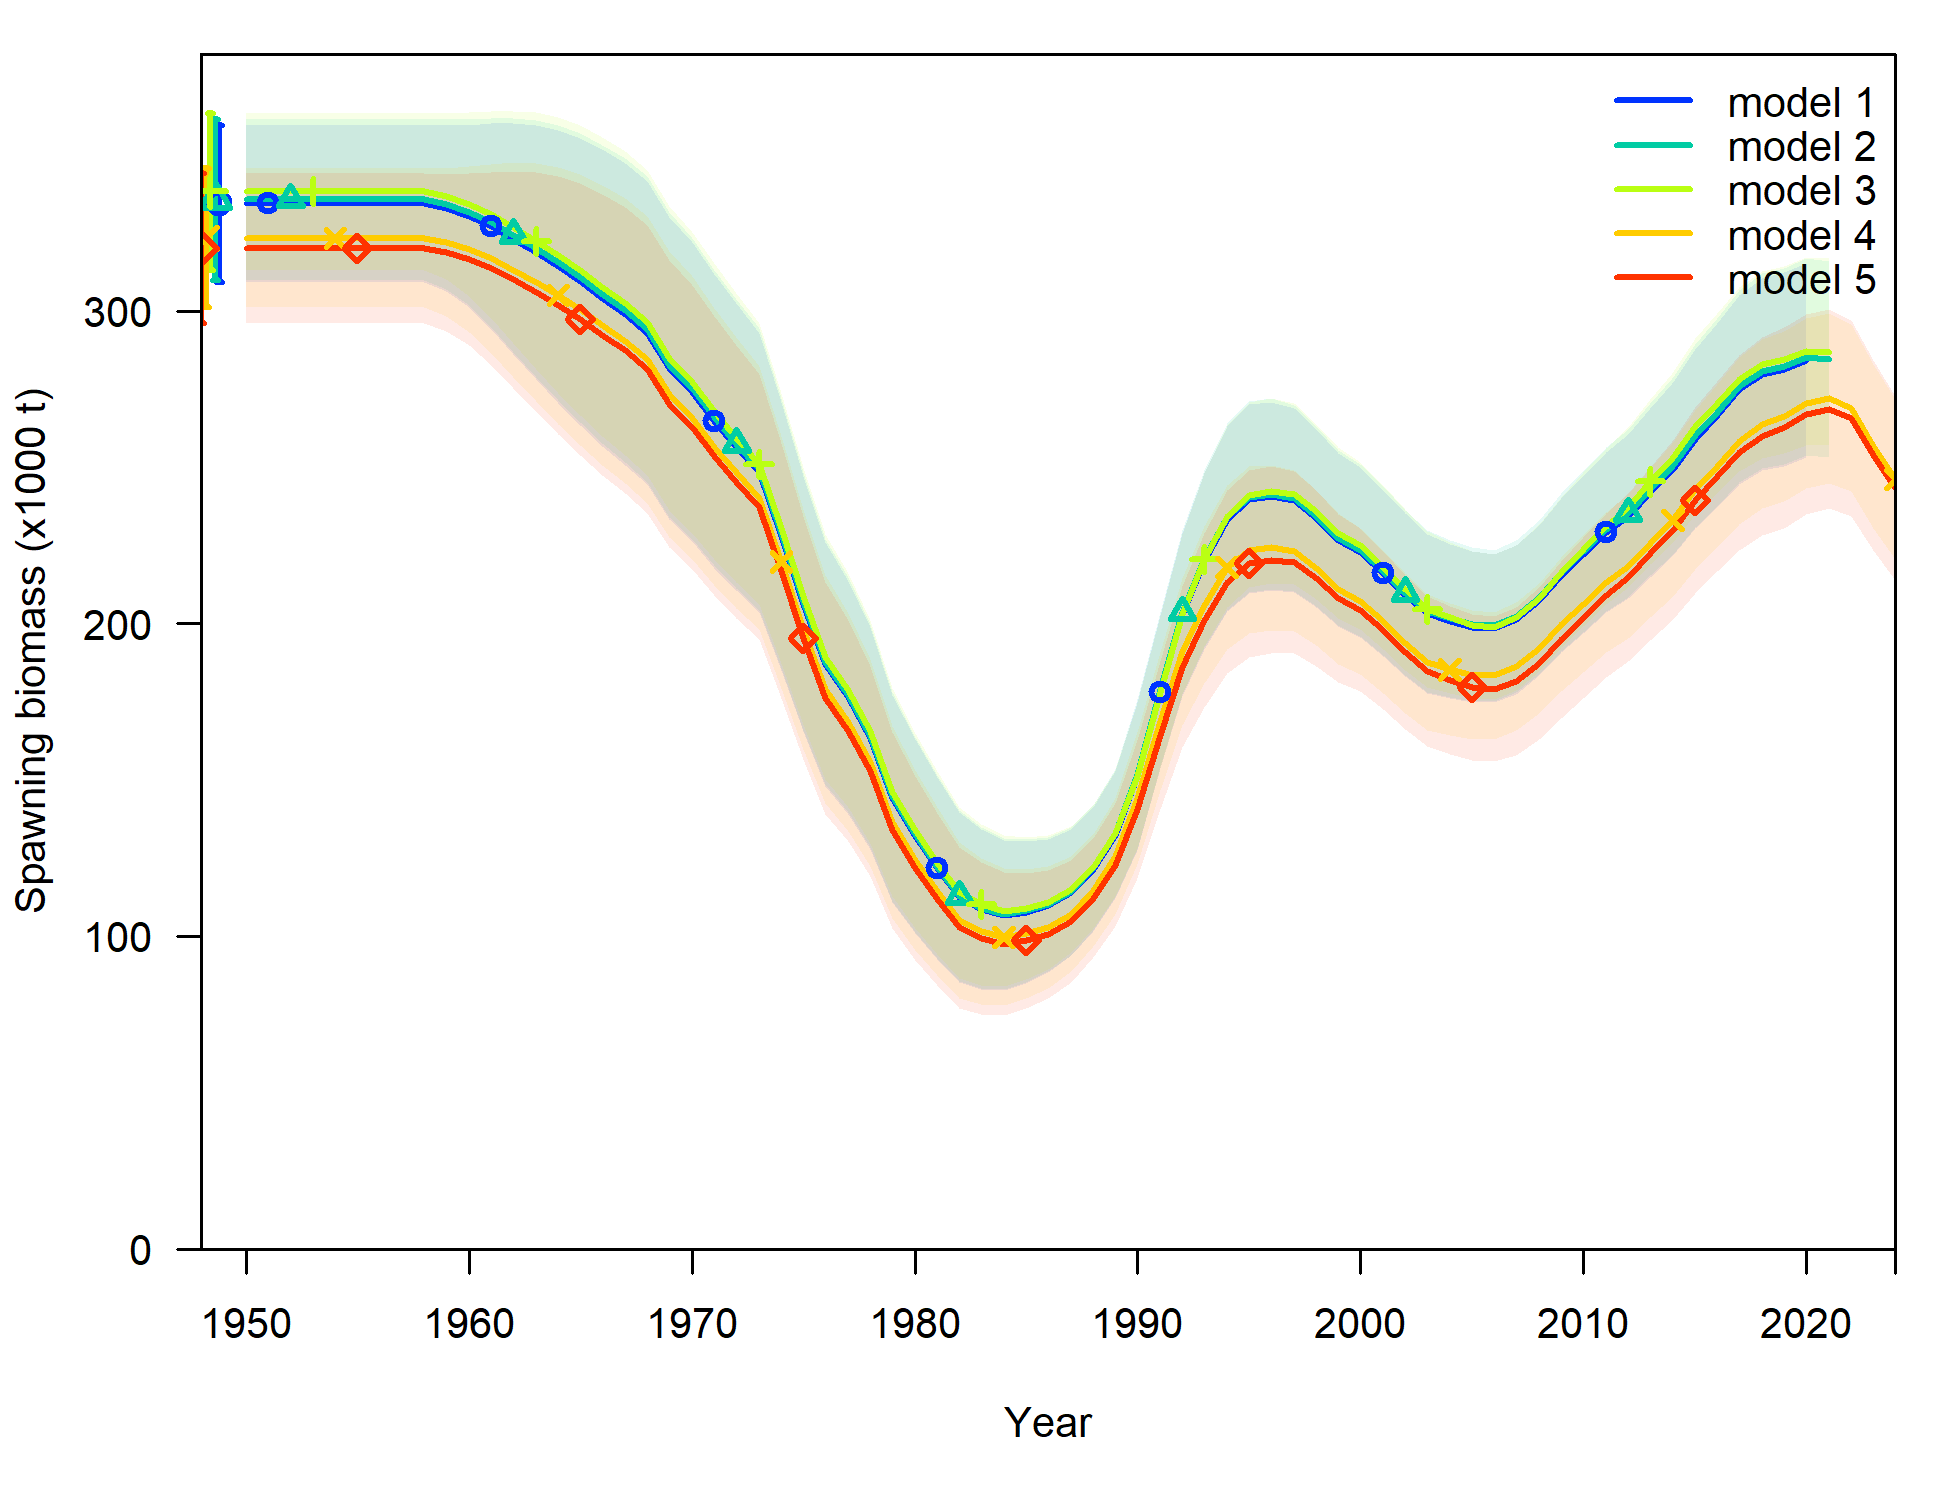 model 1
model 2
model 3
model 4
model 5
300
200
100
0
Spawning biomass (x1000 t)
1950 1960 1970 1980 1990 2000 2010 2020
Year